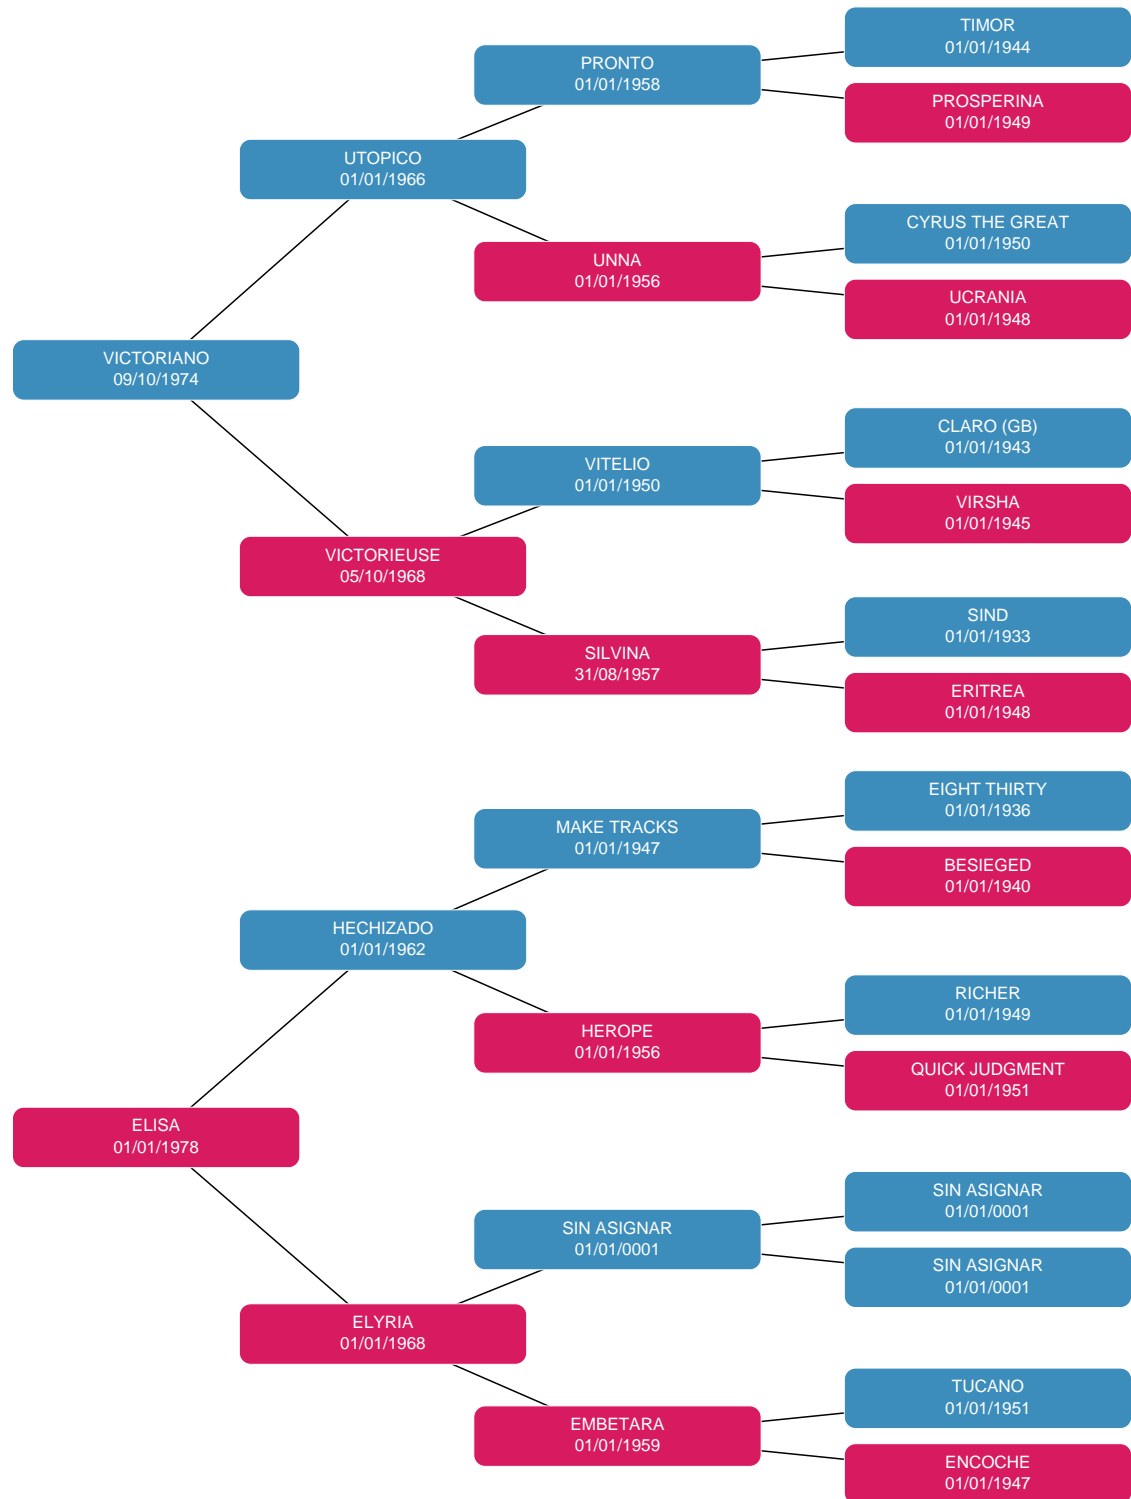 TIMOR
01/01/1944
PRONTO
01/01/1958
PROSPERINA
01/01/1949
UTOPICO
01/01/1966
CYRUS THE GREAT
01/01/1950
UNNA
01/01/1956
UCRANIA
01/01/1948
VICTORIANO
09/10/1974
CLARO (GB)
01/01/1943
VITELIO
01/01/1950
VIRSHA
01/01/1945
VICTORIEUSE
05/10/1968
SIND
01/01/1933
SILVINA
31/08/1957
ERITREA
01/01/1948
EIGHT THIRTY
01/01/1936
MAKE TRACKS
01/01/1947
BESIEGED
01/01/1940
HECHIZADO
01/01/1962
RICHER
01/01/1949
HEROPE
01/01/1956
QUICK JUDGMENT
01/01/1951
ELISA
01/01/1978
SIN ASIGNAR
01/01/0001
SIN ASIGNAR
01/01/0001
SIN ASIGNAR
01/01/0001
ELYRIA
01/01/1968
TUCANO
01/01/1951
EMBETARA
01/01/1959
ENCOCHE
01/01/1947